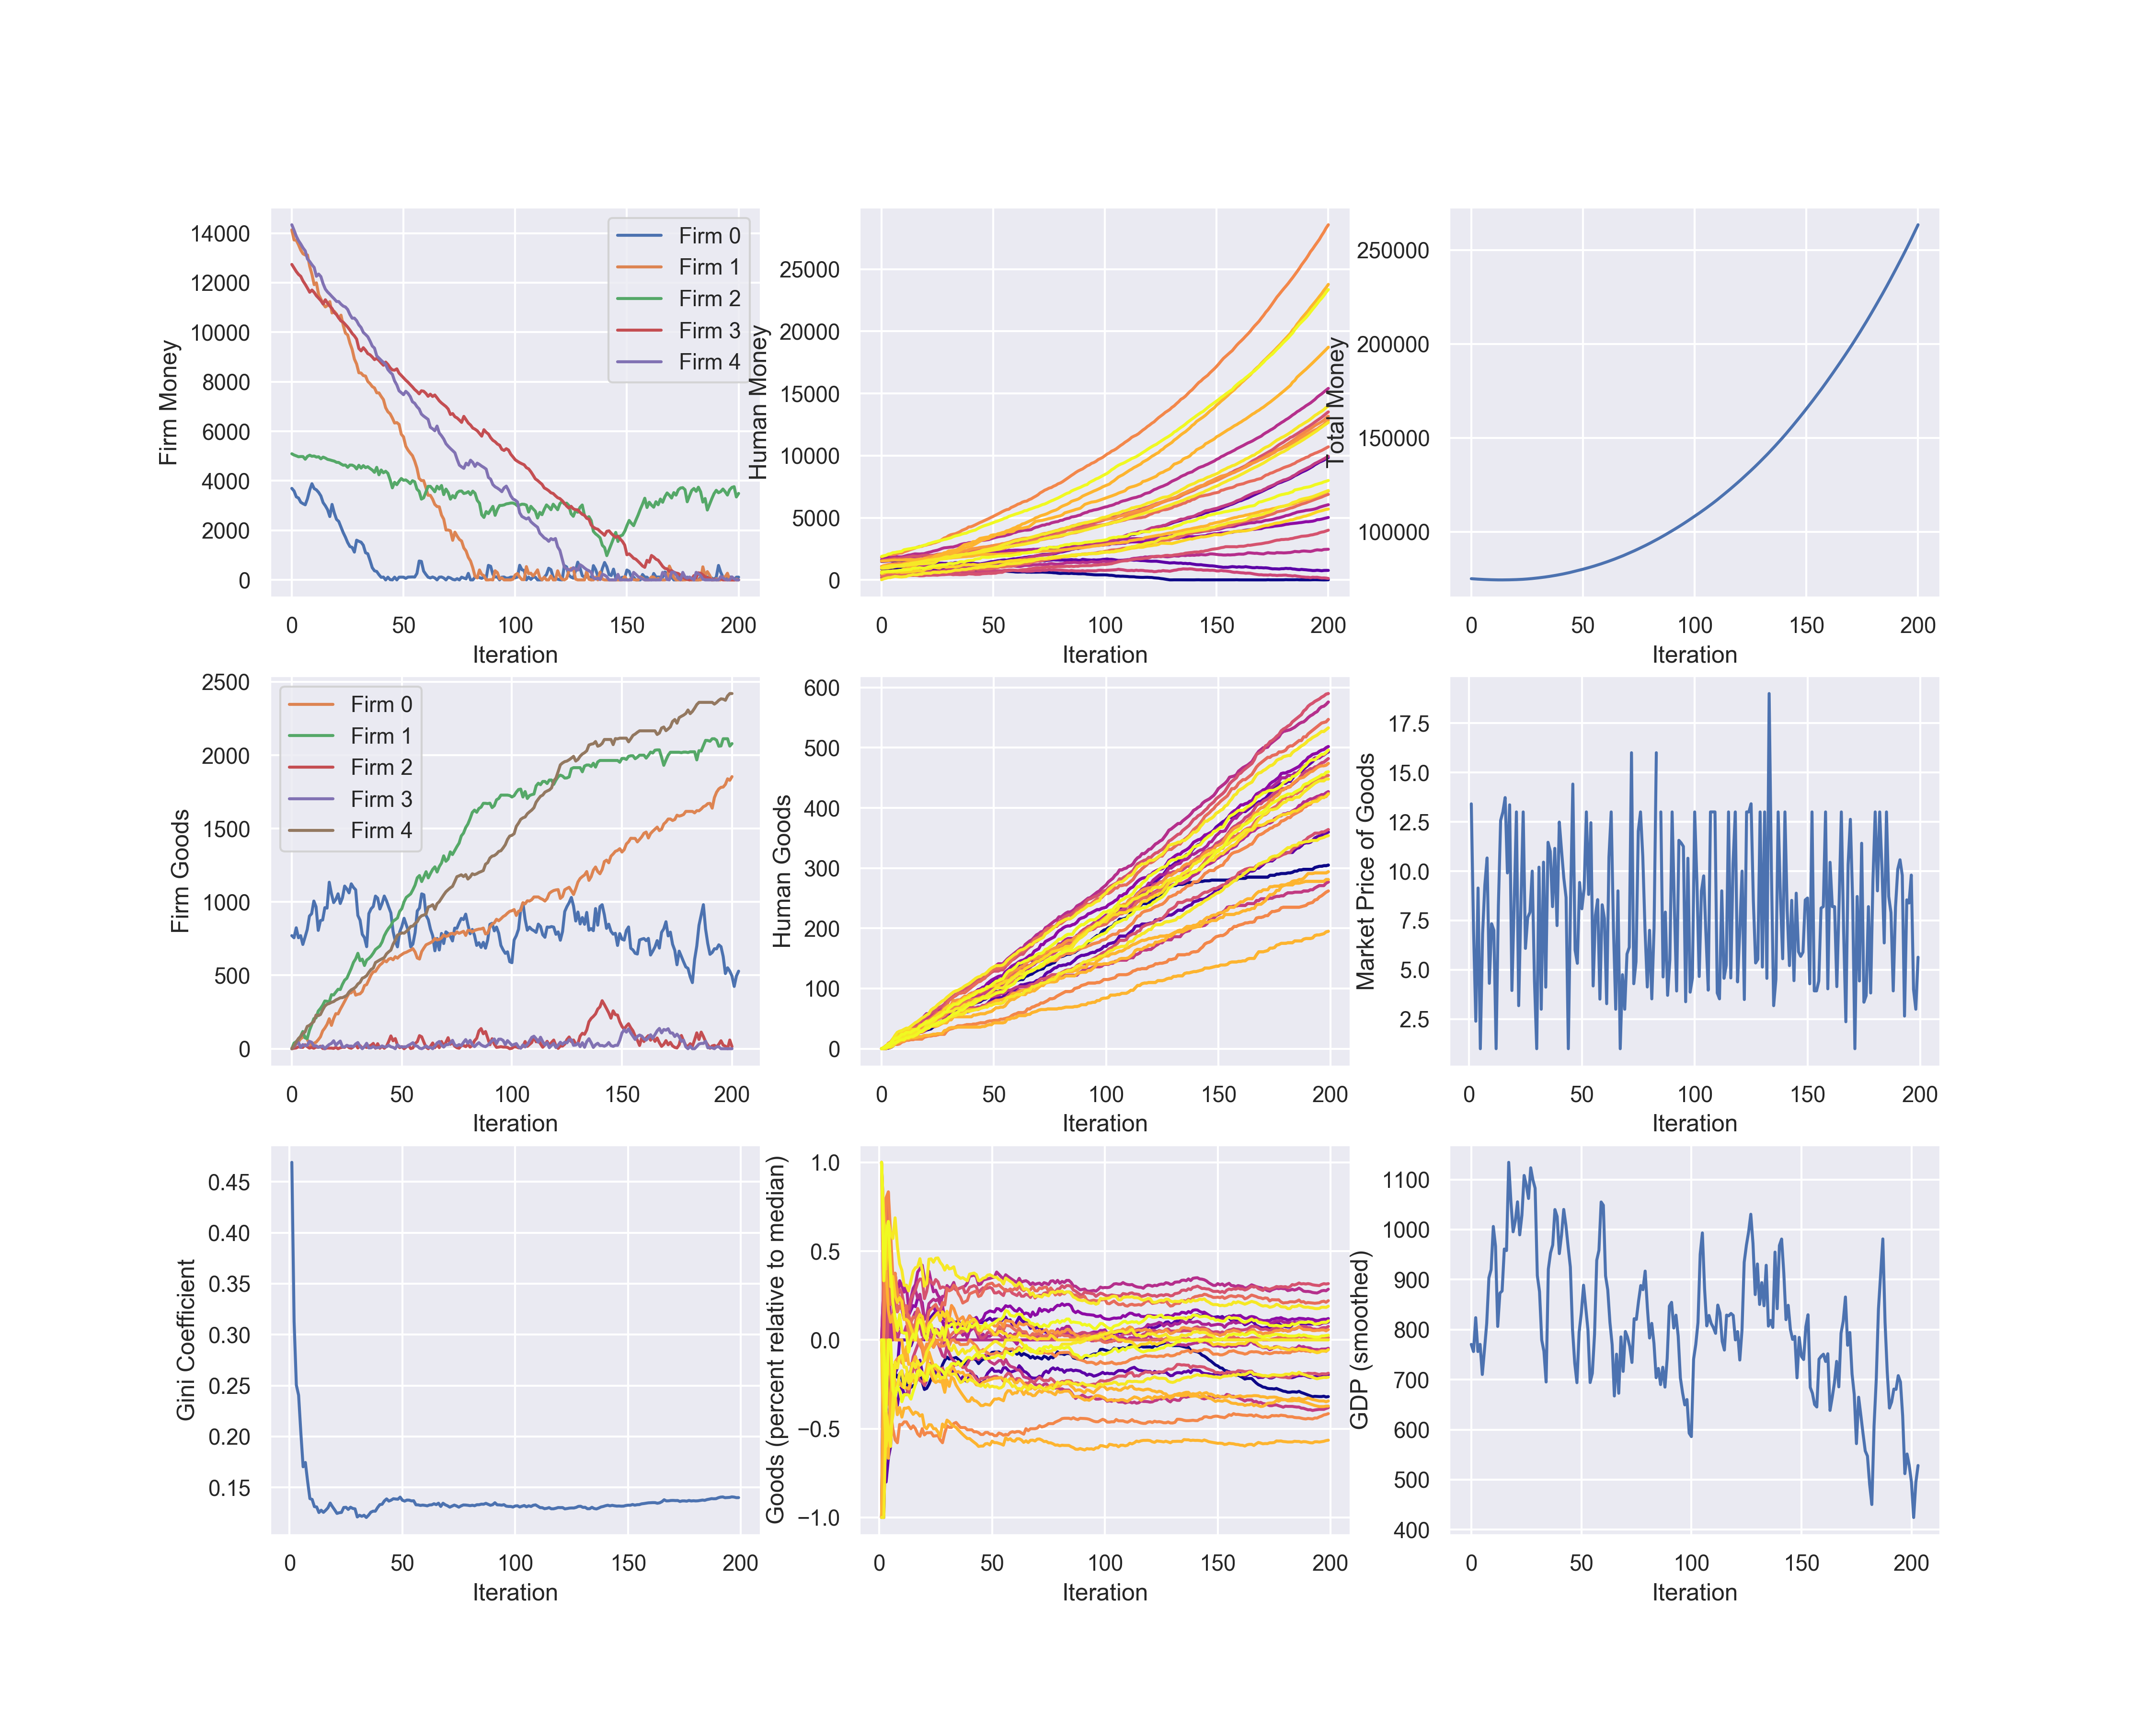 Firm Money
14000
12000
10000
8000
6000
4000
2000
0
Firm 0
Firm 1
Firm 2
Firm 3
Firm 4
0 50 100 150 200
Iteration
Human Money
25000
20000
15000
10000
5000
0
0 50 100 150 200
Iteration
Total Money
250000
200000
150000
100000
0 50 100 150 200
Iteration
Firm Goods
2500
2000
1500
1000
500
0
Firm 0
Firm 1
Firm 2
Firm 3
Firm 4
0 50 100 150 200
Iteration
Human Goods
600
500
400
300
200
100
0
0 50 100 150 200
Iteration
Market Price of Goods
17.5
15.0
12.5
10.0
7.5
5.0
2.5
0 50 100 150 200
Iteration
Gini Coefficient
0.45
0.40
0.35
0.30
0.25
0.20
0.15
0 50 100 150 200
Iteration
Goods (percent relative to median)
1.0
0.5
0.0
−0.5
−1.0
0 50 100 150 200
Iteration
GDP (smoothed)
1100
1000
900
800
700
600
500
400
0 50 100 150 200
Iteration